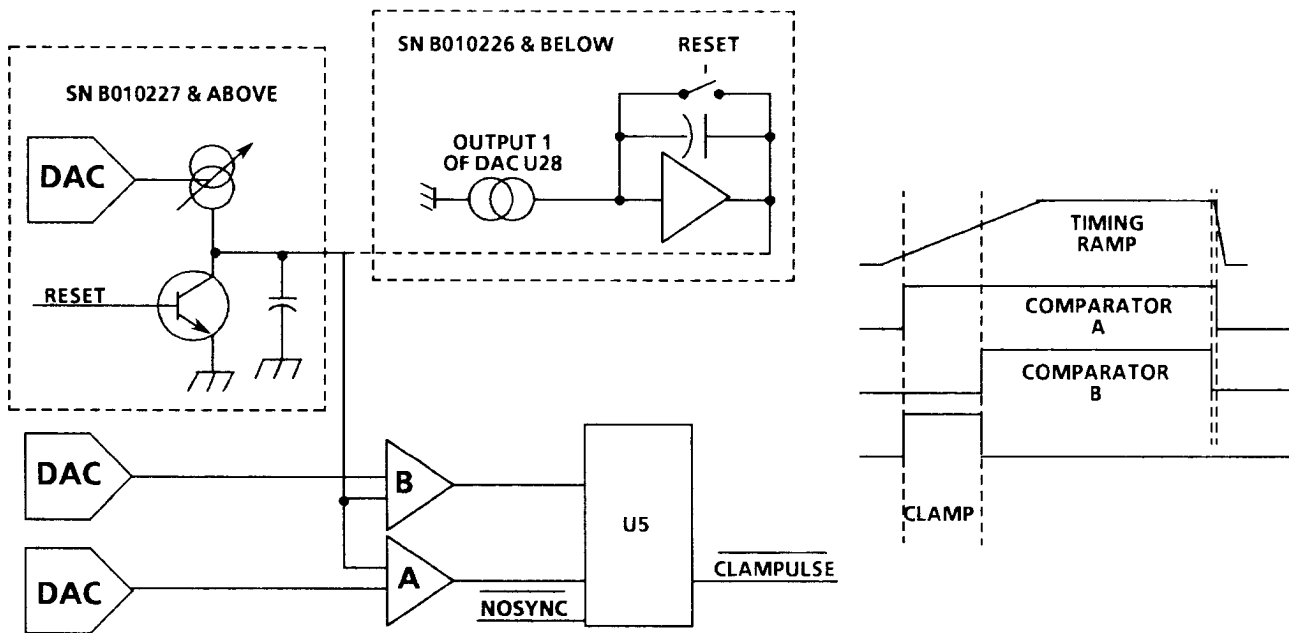 SN B010227 & ABOVE
DAC
RESET
SN B010226 & BELOW
RESET
OUTPUT 1
OF DAC U28
DAC
DAC
B
A
U5
NOSYNC
CLAMPULSE
TIMING
RAMP
COMPARATOR
A
COMPARATOR
B
CLAMP